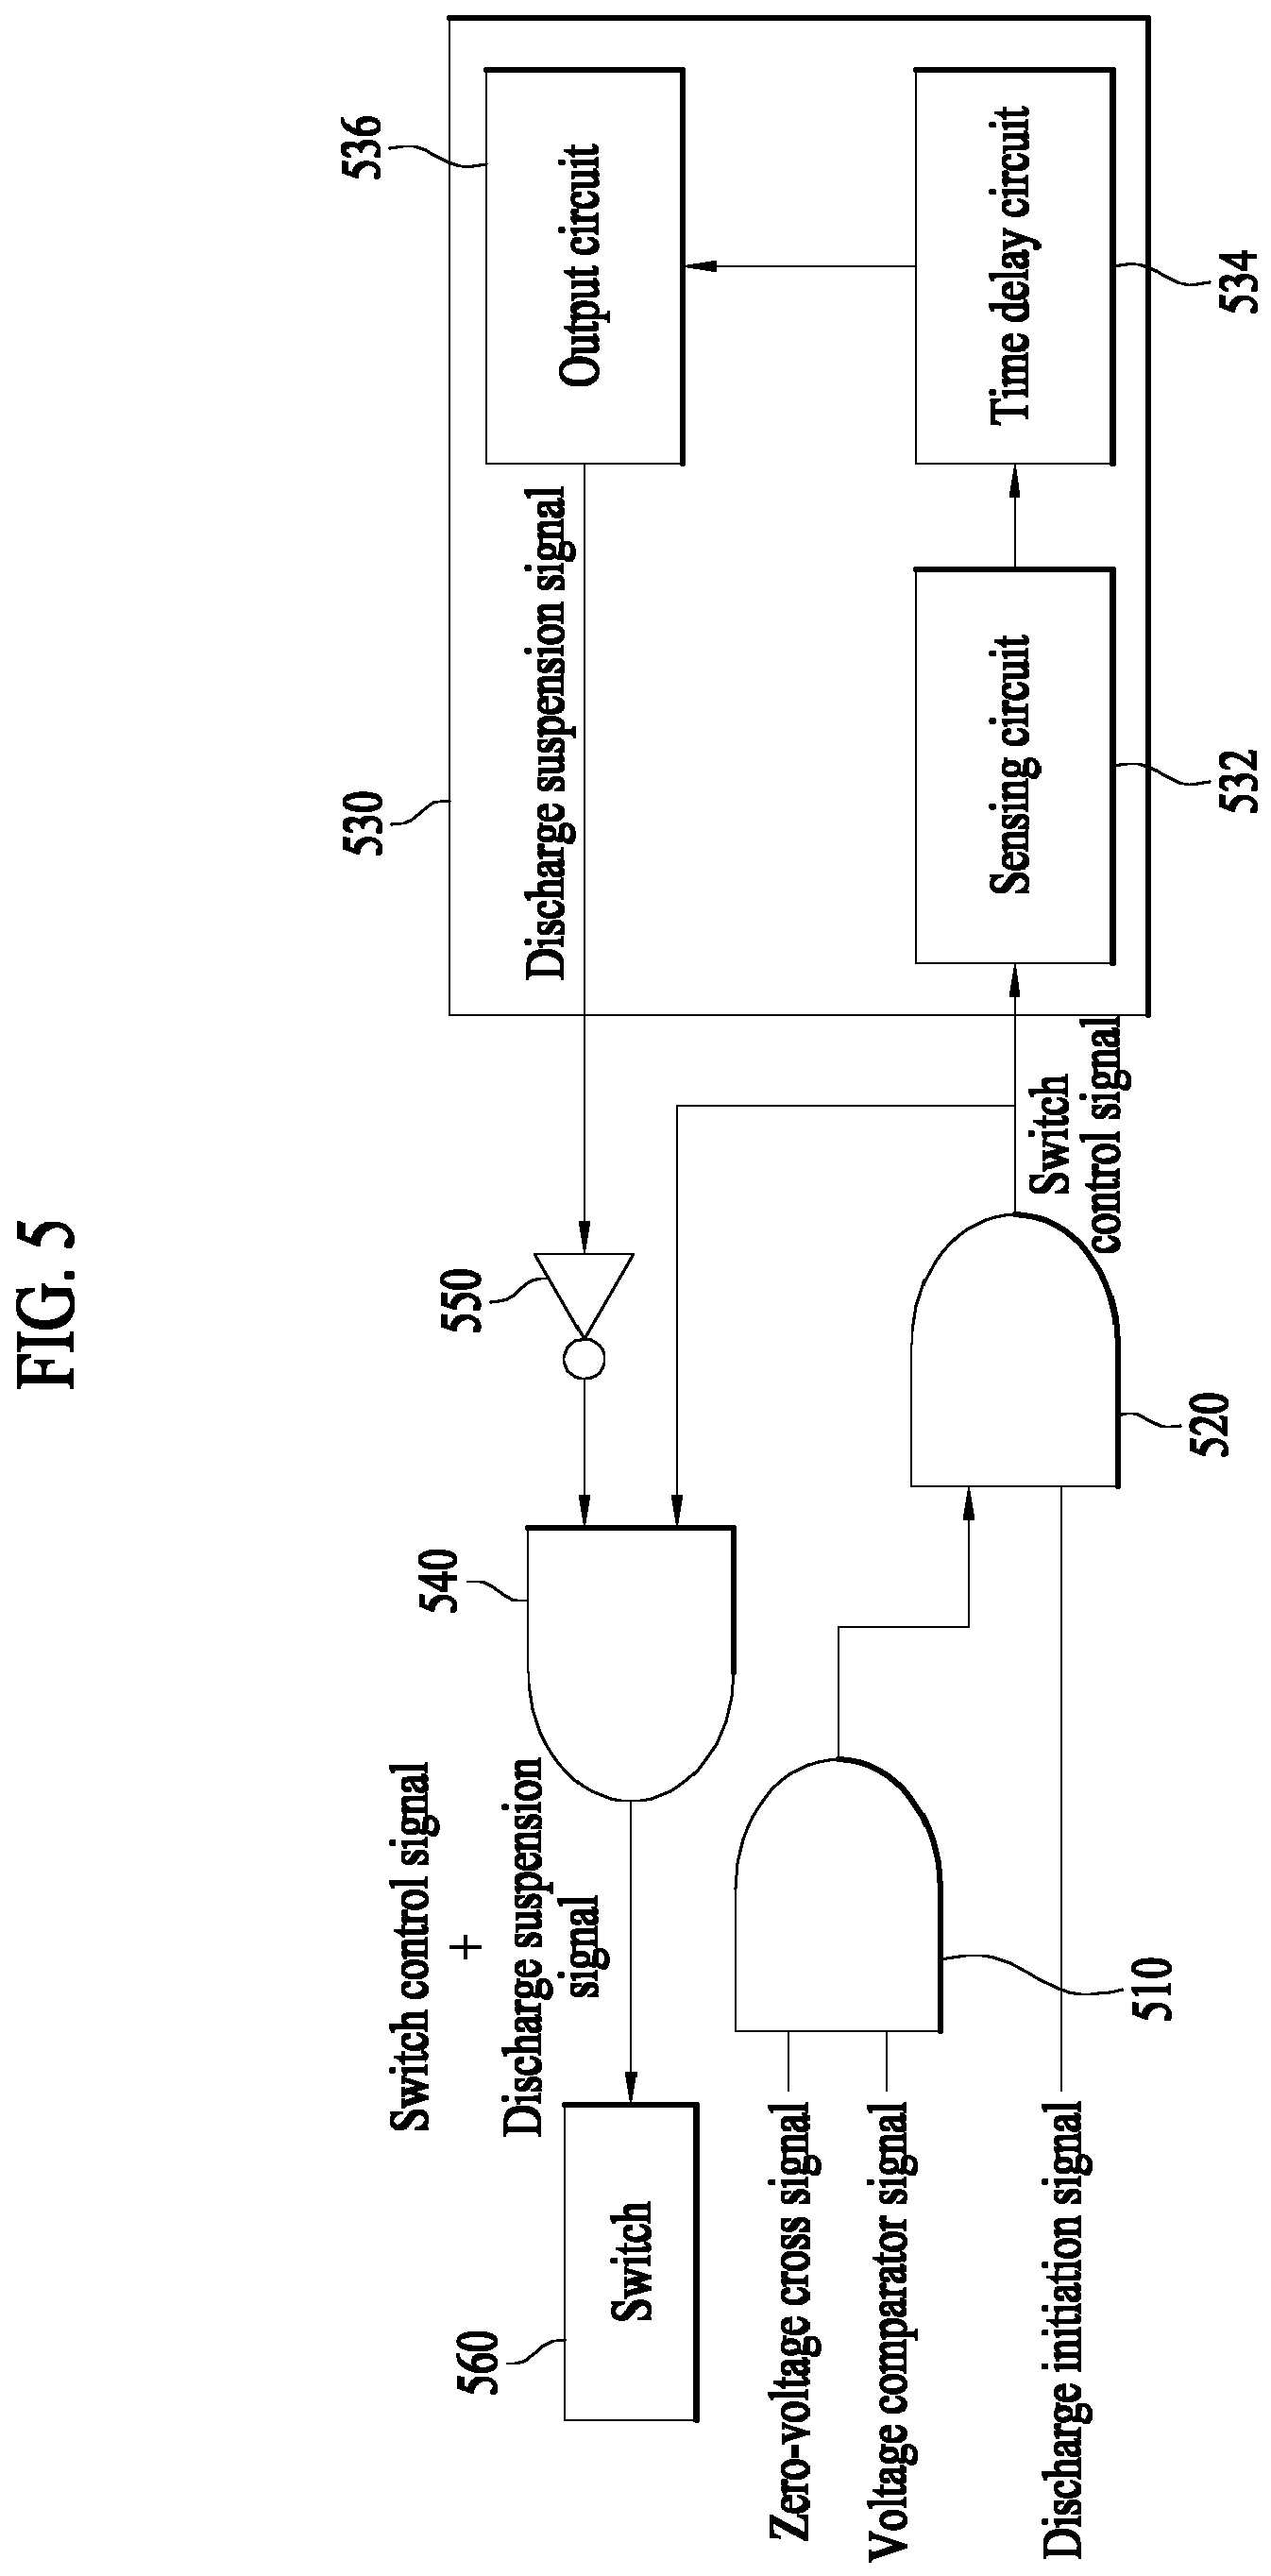 FIG. 5
Switch control signal
+
Discharge suspension
signal
560
Switch
540
550
530
Discharge suspension signal
536
Output circuit
Zero-voltage cross signal
Voltage comparator signal
Discharge initiation signal
510
520
Switch
control signal
Sensing circuit
532
Time delay circuit
534